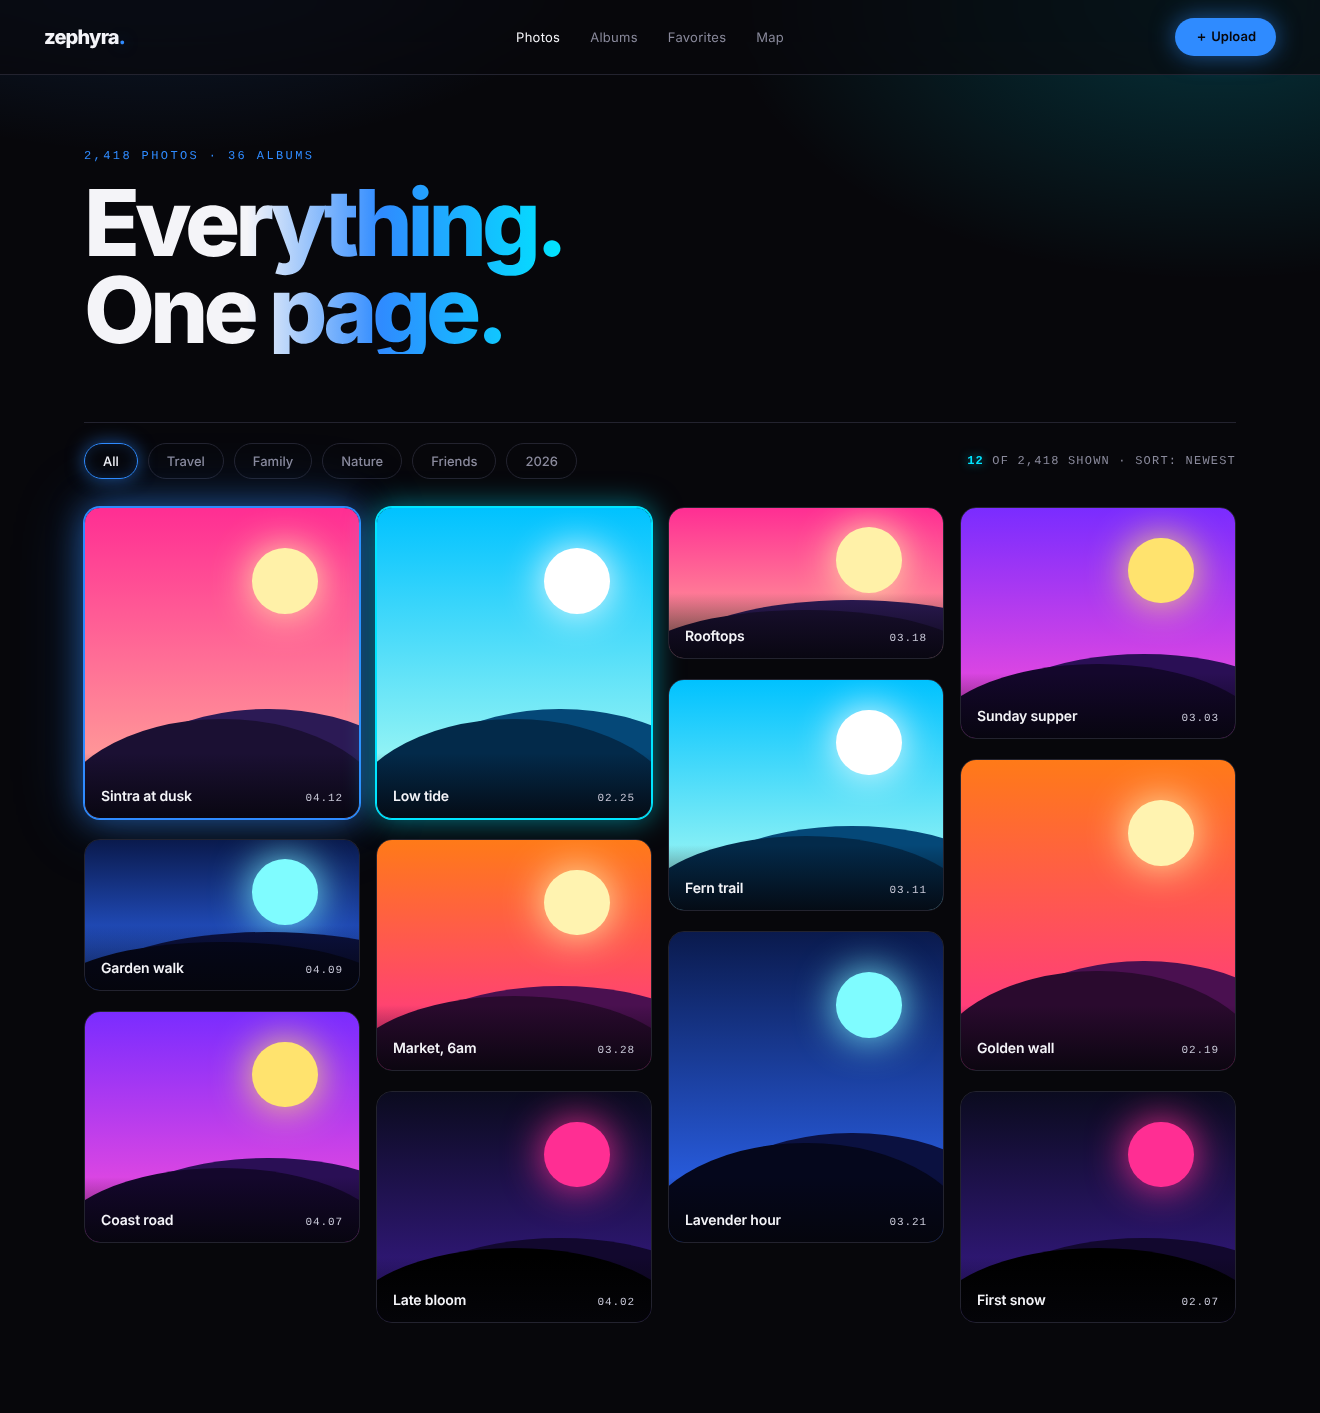 zephyra.
Photos
Albums
Favorites
Map
+ Upload
2,418 PHOTOS · 36 ALBUMS
Everything.
One page.
All
Travel
Family
Nature
Friends
2026
12 OF 2,418 SHOWN · SORT: NEWEST
Sintra at dusk 04.12
Low tide 02.25
Rooftops 03.18
Sunday supper 03.03
Garden walk 04.09
Market, 6am 03.28
Fern trail 03.11
Golden wall 02.19
Coast road 04.07
Late bloom 04.02
Lavender hour 03.21
First snow 02.07